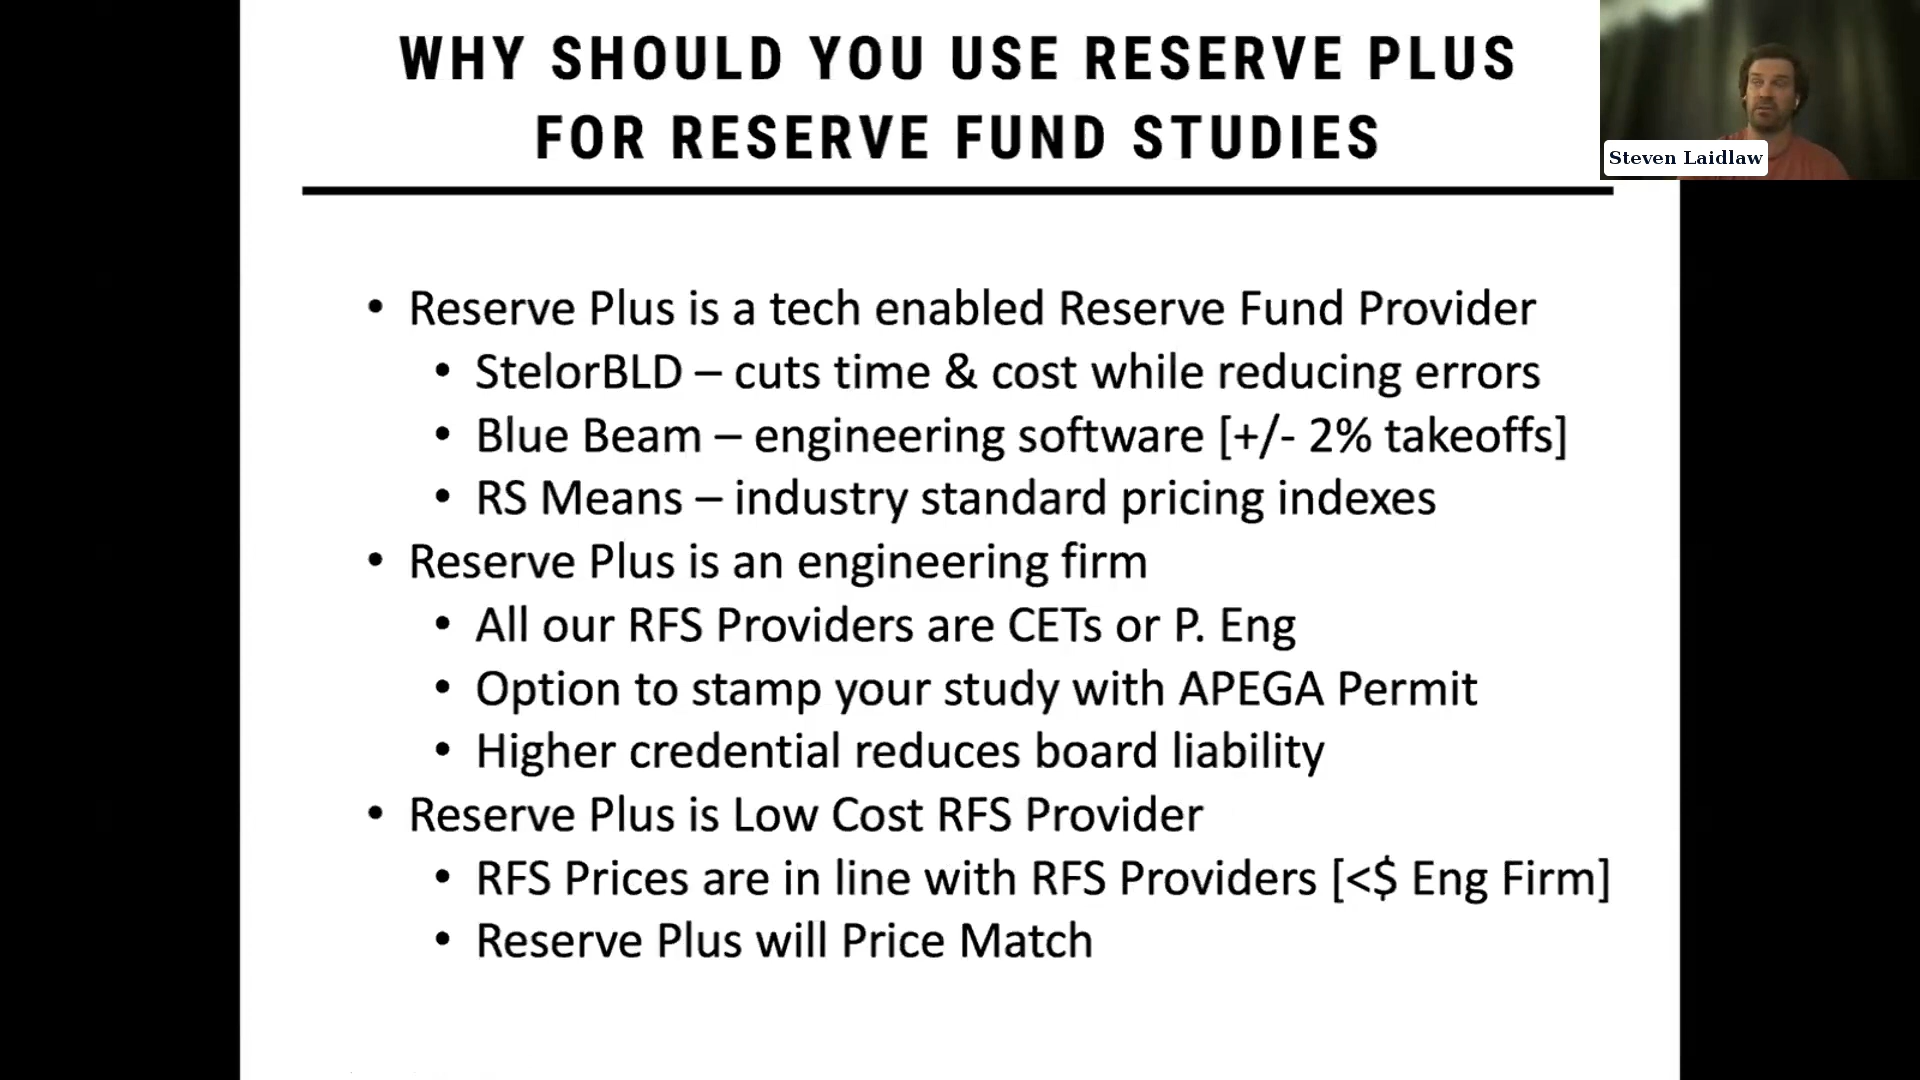 WHY SHOULD YOU USE RESERVE PLUS
FOR RESERVE FUND STUDIES
Steven Laidlaw
• Reserve Plus is a tech enabled Reserve Fund Provider
• StelorBLD – cuts time & cost while reducing errors
• Blue Beam – engineering software [+/- 2% takeoffs]
• RS Means – industry standard pricing indexes
• Reserve Plus is an engineering firm
• All our RFS Providers are CETs or P. Eng
• Option to stamp your study with APEGA Permit
• Higher credential reduces board liability
• Reserve Plus is Low Cost RFS Provider
• RFS Prices are in line with RFS Providers [<$ Eng Firm]
• Reserve Plus will Price Match